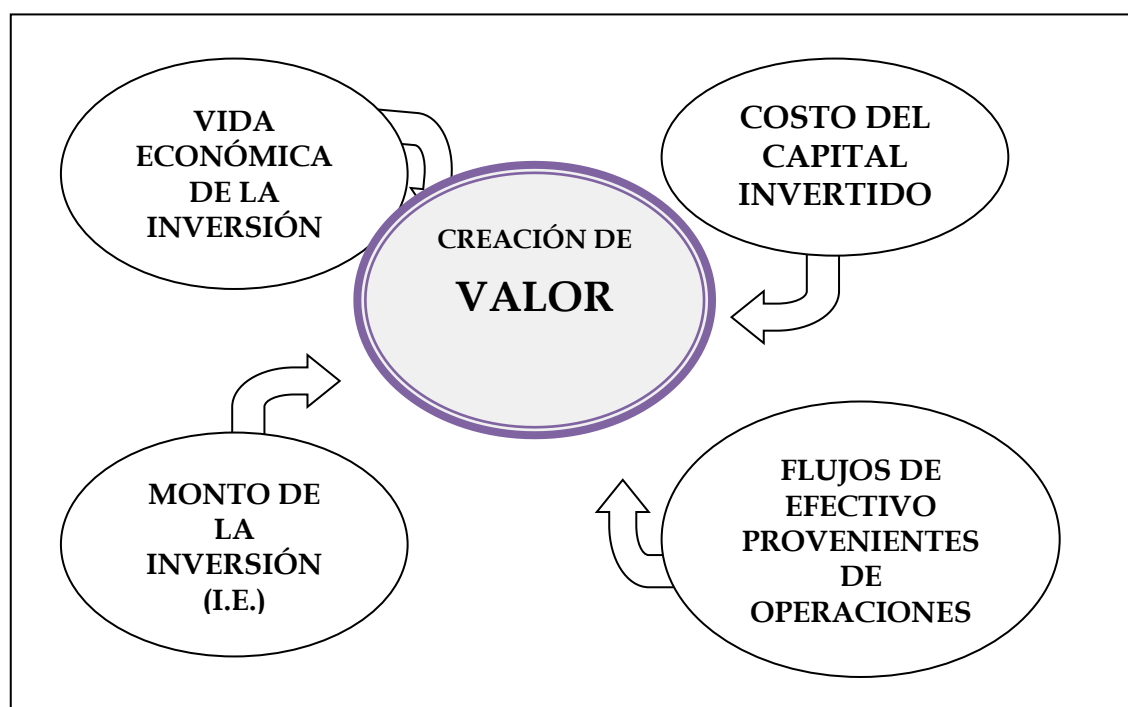 VIDA
ECONÓMICA
DE LA
INVERSIÓN
COSTO DEL
CAPITAL
INVERTIDO
CREACIÓN DE
VALOR
MONTO DE
LA
INVERSIÓN
(I.E.)
FLUJOS DE
EFECTIVO
PROVENIENTES
DE
OPERACIONES